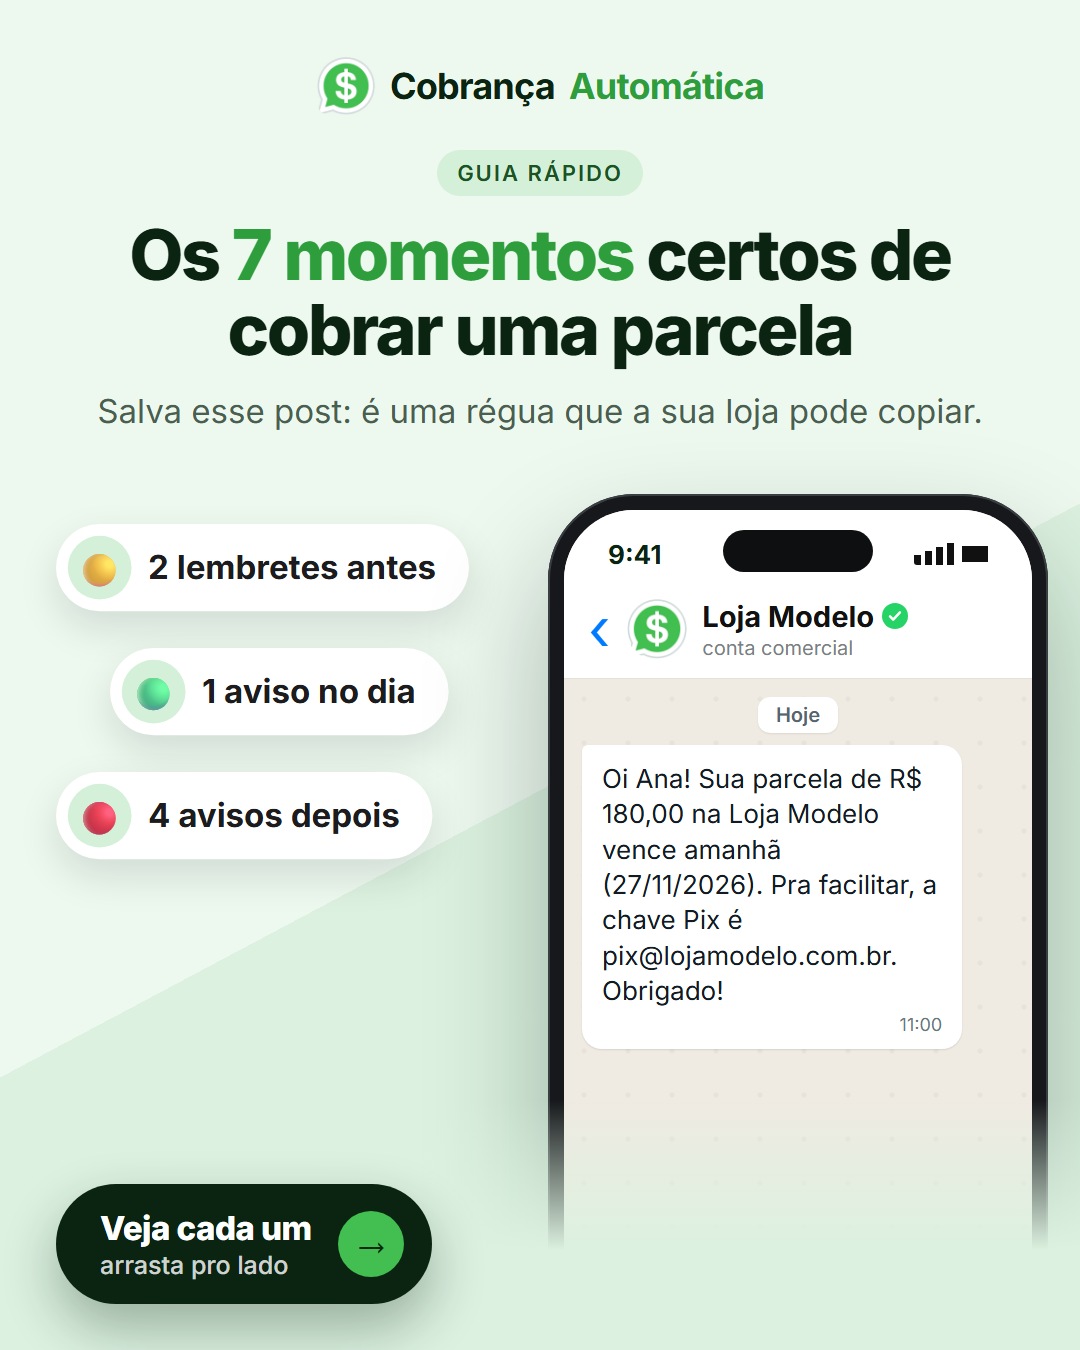 Cobrança Automática
GUIA RÁPIDO
Os 7 momentos certos de
cobrar uma parcela
Salva esse post: é uma régua que a sua loja pode copiar.
2 lembretes antes
1 aviso no dia
4 avisos depois
9:41
Loja Modelo
conta comercial
Hoje
Oi Ana! Sua parcela de R$
180,00 na Loja Modelo
vence amanhã
(27/11/2026). Pra facilitar, a
chave Pix é
pix@lojamodelo.com.br.
Obrigado!
11:00
Veja cada um
arrasta pro lado
→